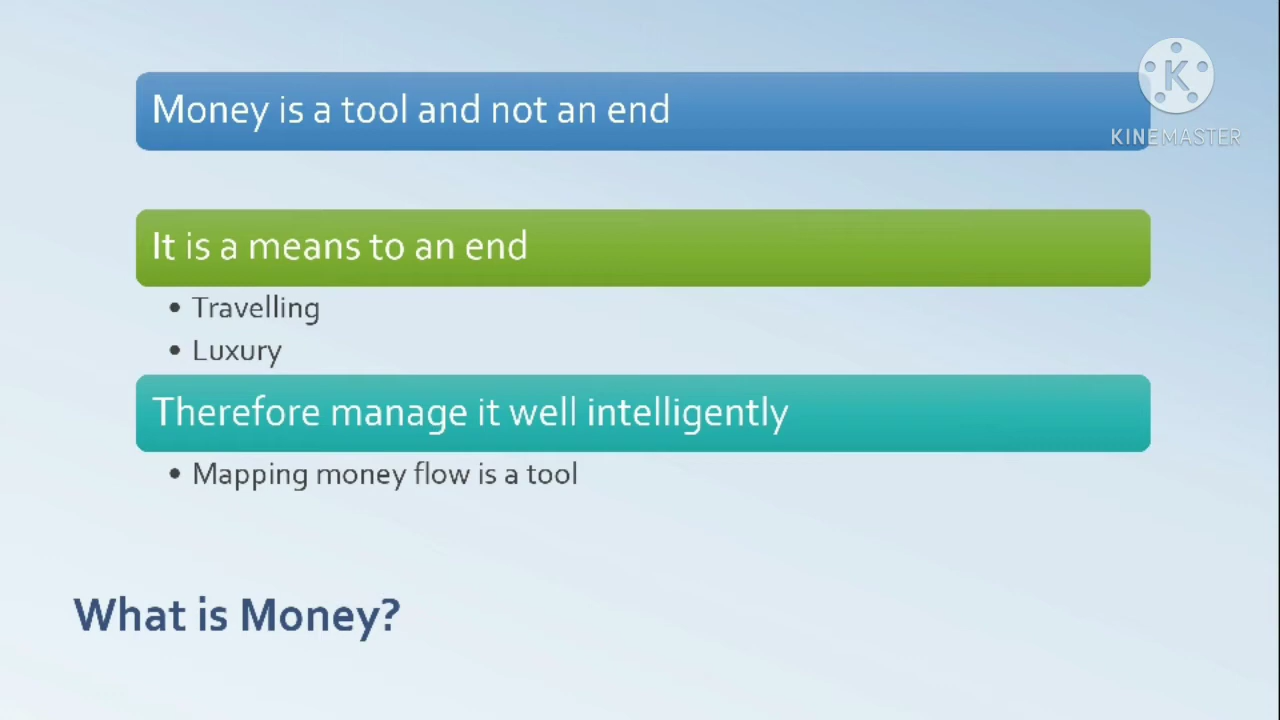 Money is a tool and not an end
K
KINEMASTER
It is a means to an end
• Travelling
• Luxury
Therefore manage it well intelligently
• Mapping money flow is a tool
What is Money?